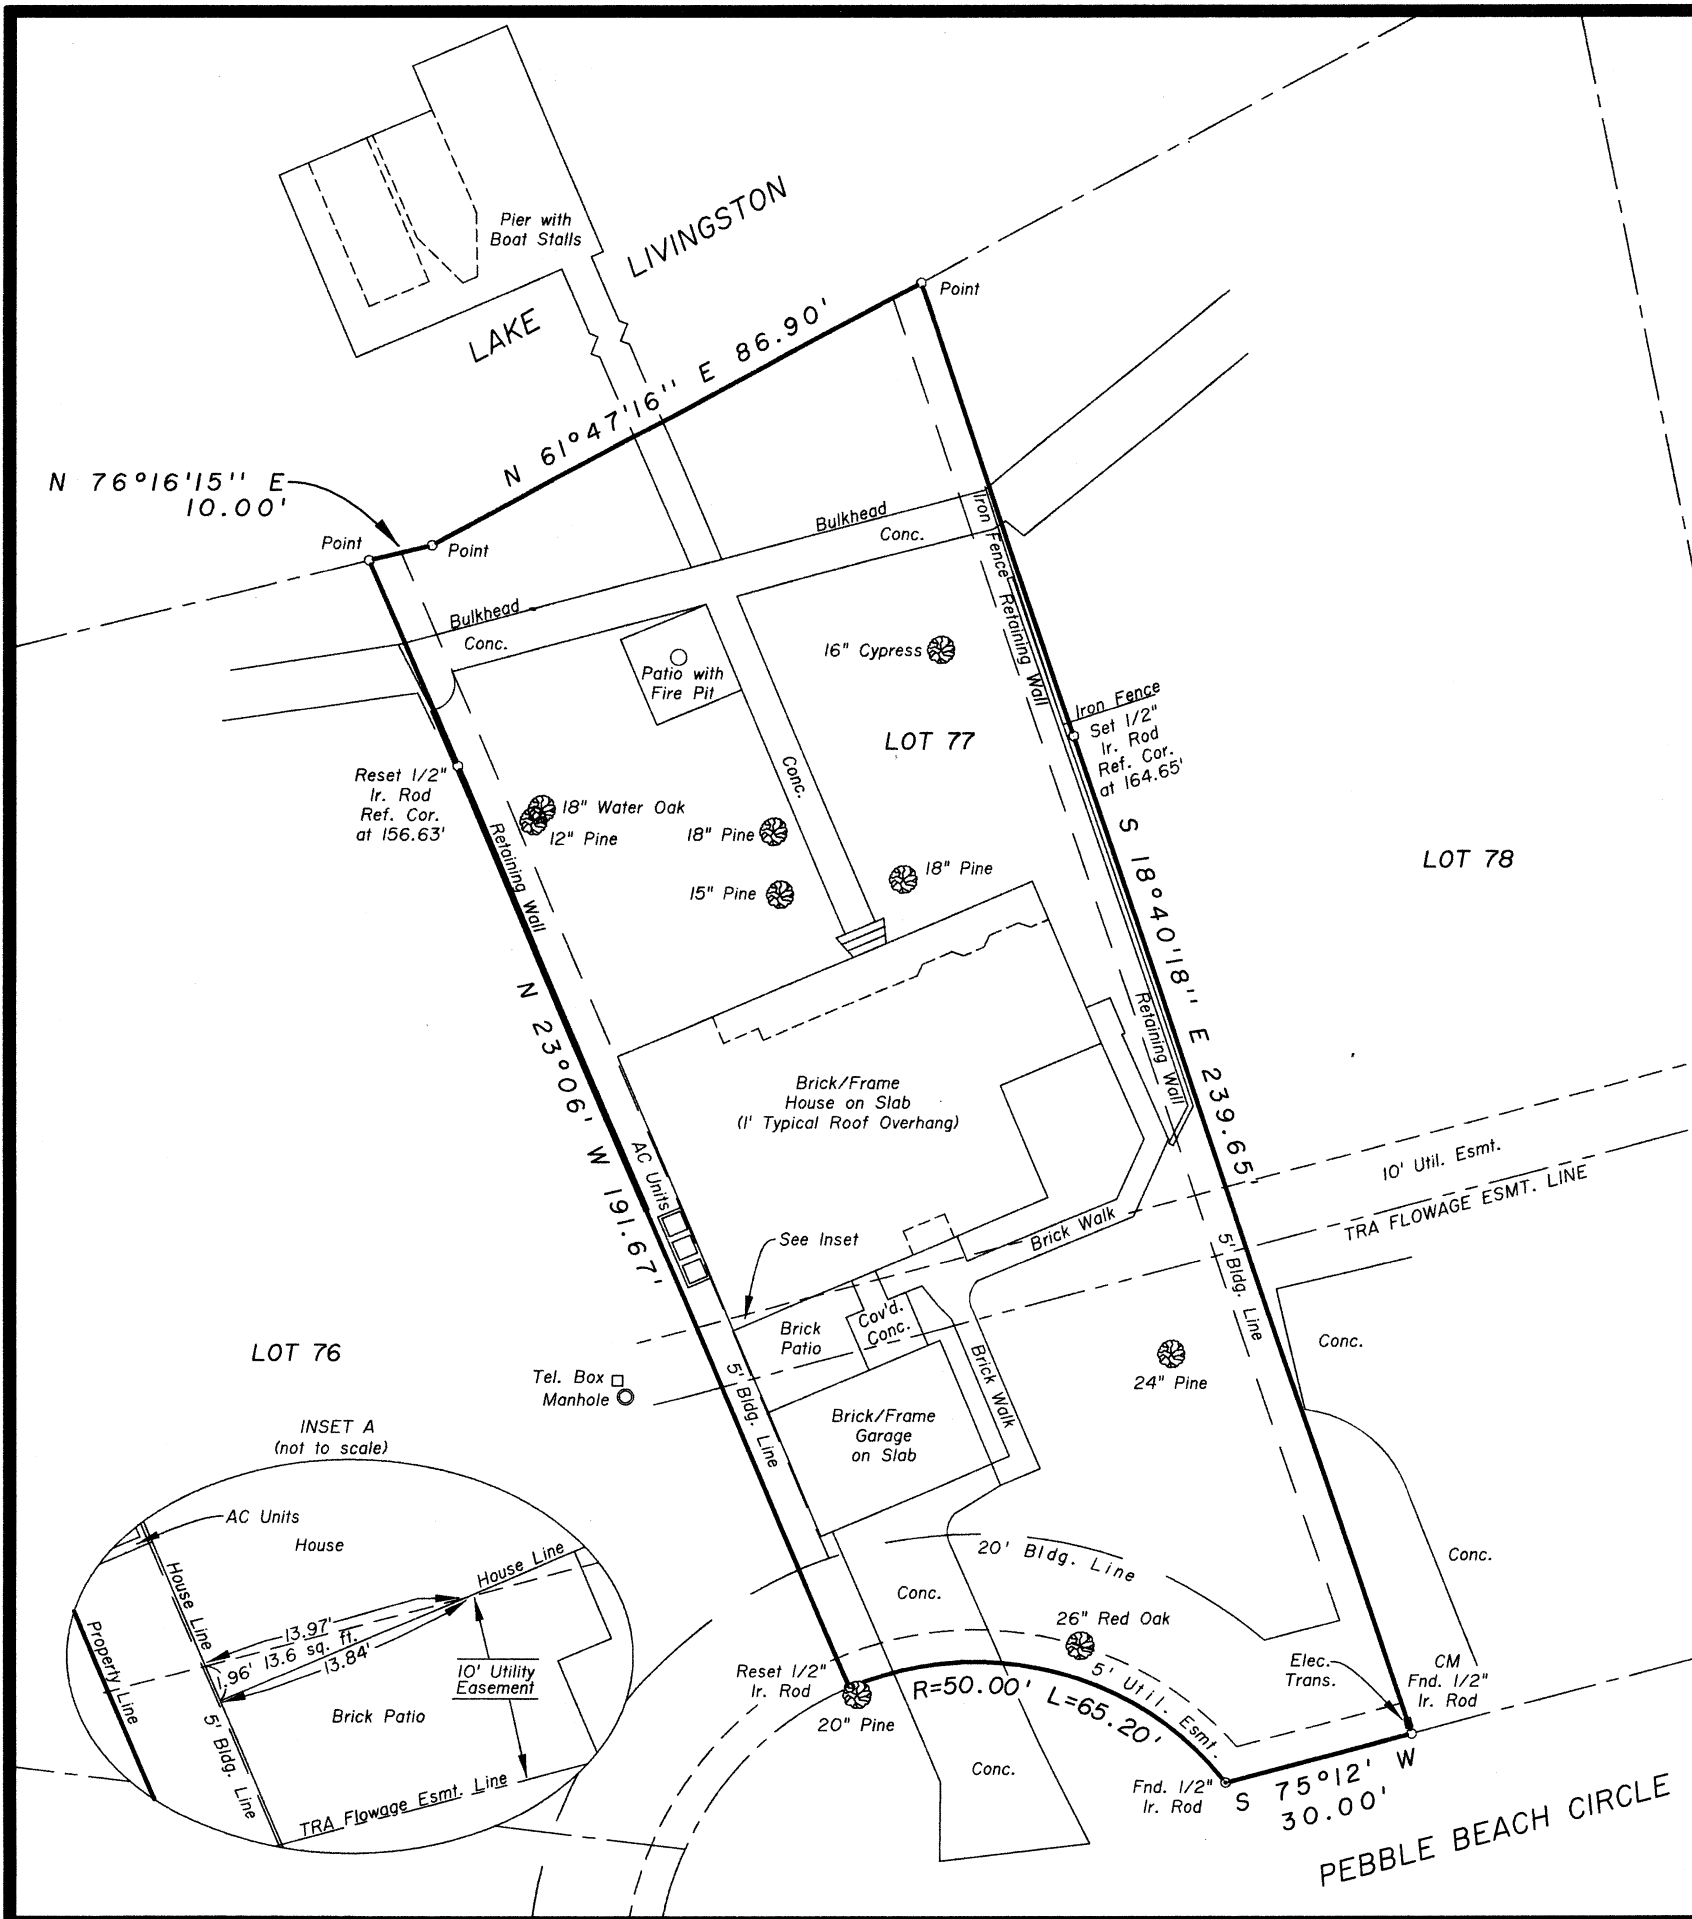 Pier with
Boat Stalls
LAKE LIVINGSTON
Point
N 61°47'16'' E 86.90'
N 76°16'15'' E
10.00'
Point
Point
Bulkhead
Conc.
Bulkhead
Conc.
Iron Fence
Retaining Wall
16" Cypress
Patio with
Fire Pit
LOT 77
Iron Fence
Set 1/2"
Ir. Rod
Ref. Cor.
at 164.65'
Reset 1/2"
Ir. Rod
Ref. Cor.
at 156.63'
Conc.
18" Water Oak
12" Pine
18" Pine
15" Pine
18" Pine
Retaining Wall
S 18°40'18'' E 239.65'
LOT 78
N 23°06' W 191.67'
Retaining Wall
Brick/Frame
House on Slab
(1' Typical Roof Overhang)
AC Units
See Inset
Brick Walk
10' Util. Esmt.
TRA FLOWAGE ESMT. LINE
5' Bldg. Line
Brick
Patio
Cov'd.
Conc.
Brick Walk
LOT 76
Tel. Box
Manhole
5' Bldg. Line
24" Pine
Conc.
Brick/Frame
Garage
on Slab
INSET A
(not to scale)
AC Units
House
House Line
House Line
13.97'
13.6 sq. ft.
.96'
13.84'
Property Line
10' Utility
Easement
Brick Patio
5' Bldg. Line
TRA Flowage Esmt. Line
20' Bldg. Line
Conc.
Conc.
26" Red Oak
Reset 1/2"
Ir. Rod
20" Pine
R=50.00' L=65.20'
5' Util. Esmt.
Elec.
Trans.
CM
Fnd. 1/2"
Ir. Rod
Conc.
Fnd. 1/2"
Ir. Rod
S 75°12' W
30.00'
PEBBLE BEACH CIRCLE